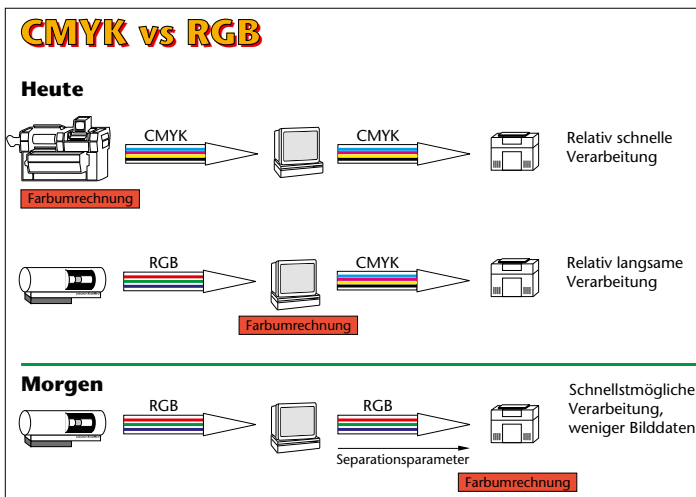 CMYK vs RGB
Heute
CMYK
CMYK
Relativ schnelle
Verarbeitung
Farbumrechnung
RGB
CMYK
Relativ langsame
Verarbeitung
Farbumrechnung
Morgen
RGB
RGB
Schnellstmögliche
Verarbeitung,
weniger Bilddaten
Separationsparameter
Farbumrechnung